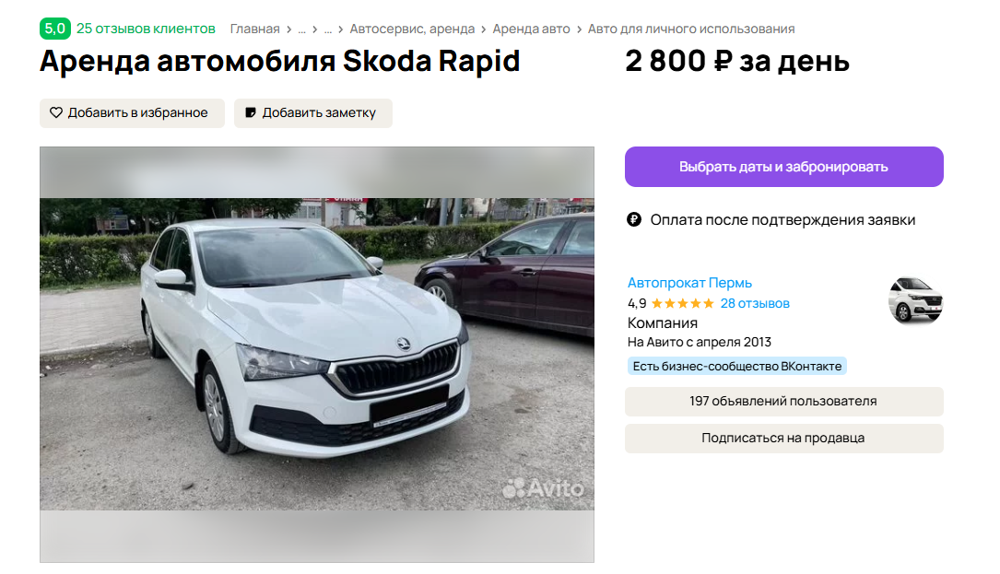 5,0 25 отзывов клиентов Главная › ... › ... › Автосервис, аренда › Аренда авто › Авто для личного использования
Аренда автомобиля Skoda Rapid
2 800 ₽ за день
Добавить в избранное
Добавить заметку
Выбрать даты и забронировать
Оплата после подтверждения заявки
Автопрокат Пермь
4,9 ★★★★★ 28 отзывов
Компания
На Авито с апреля 2013
Есть бизнес-сообщество ВКонтакте
197 объявлений пользователя
Подписаться на продавца
Avito